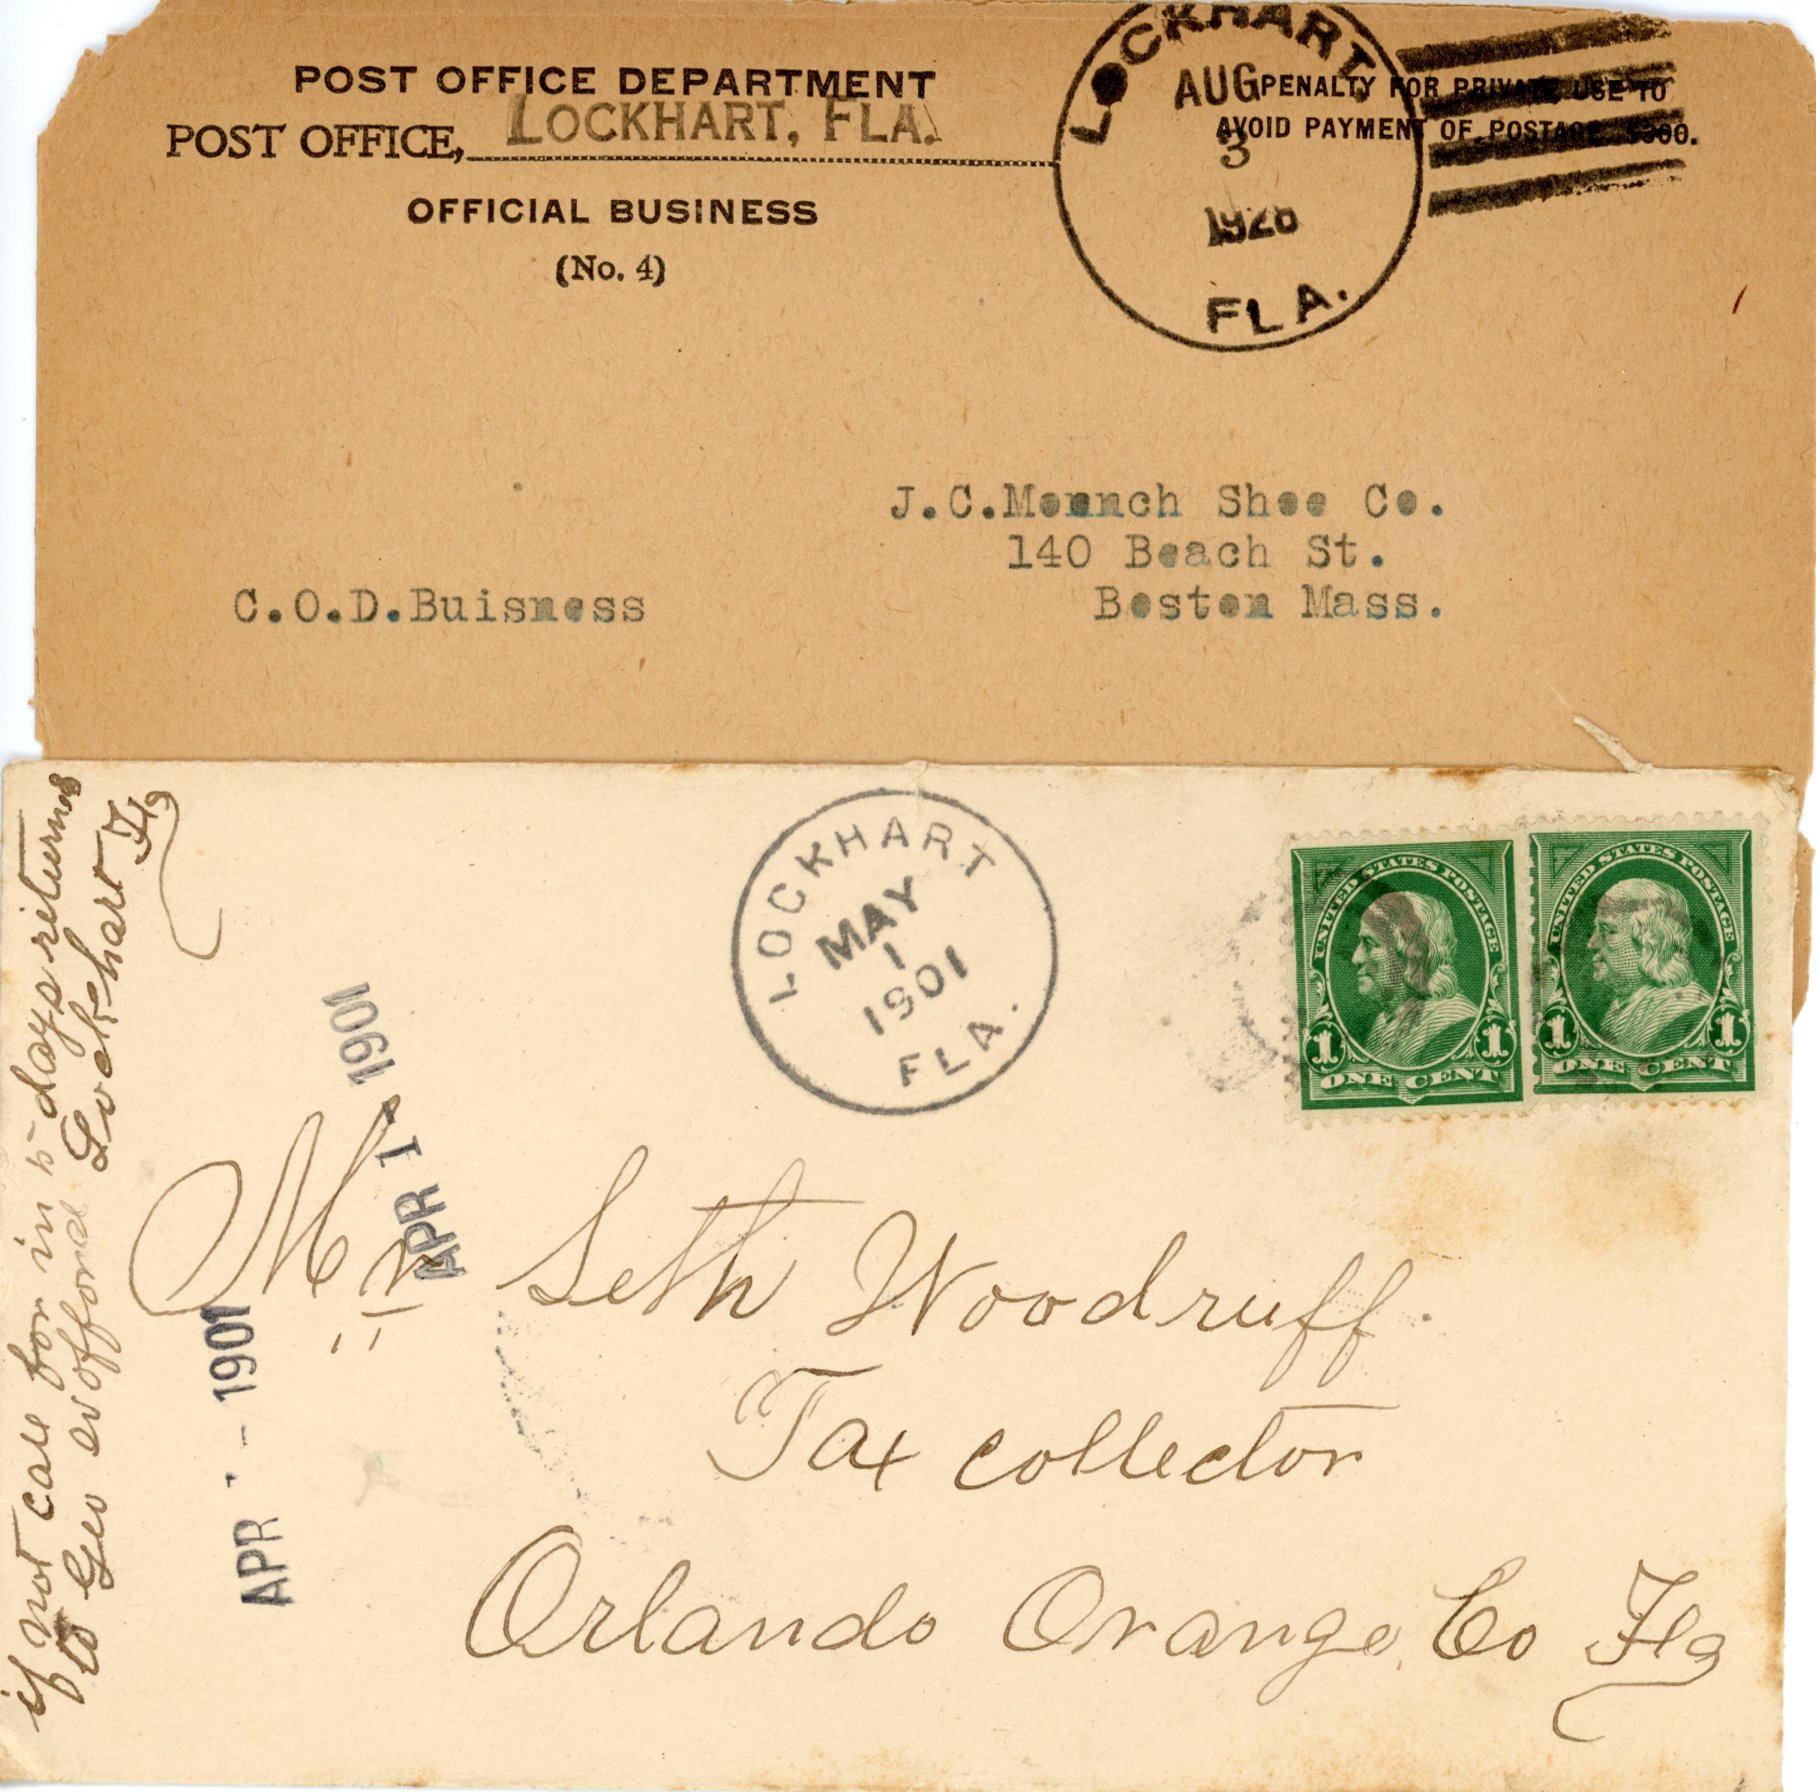 POST OFFICE DEPARTMENT
POST OFFICE, LOCKHART, FLA.
OFFICIAL BUSINESS
(No. 4)
LOCKHART,
AUG
3
1928
FLA.
PENALTY FOR PRIVATE USE TO
AVOID PAYMENT OF POSTAGE $300.
J.C.Mennch Shoe Co.
140 Beach St.
Boston Mass.
C.O.D.Buisness
if not call for in 5 days return
to Geo
Lockhart Fla
LOCKHART
MAY
1
1901
FLA.
UNITED STATES POSTAGE
1 1
ONE CENT
UNITED STATES POSTAGE
1 1
ONE CENT
APR 1 - 1901
APR - 1901
Mr Seth Woodruff
Tax collector
Orlando Orange Co Fla